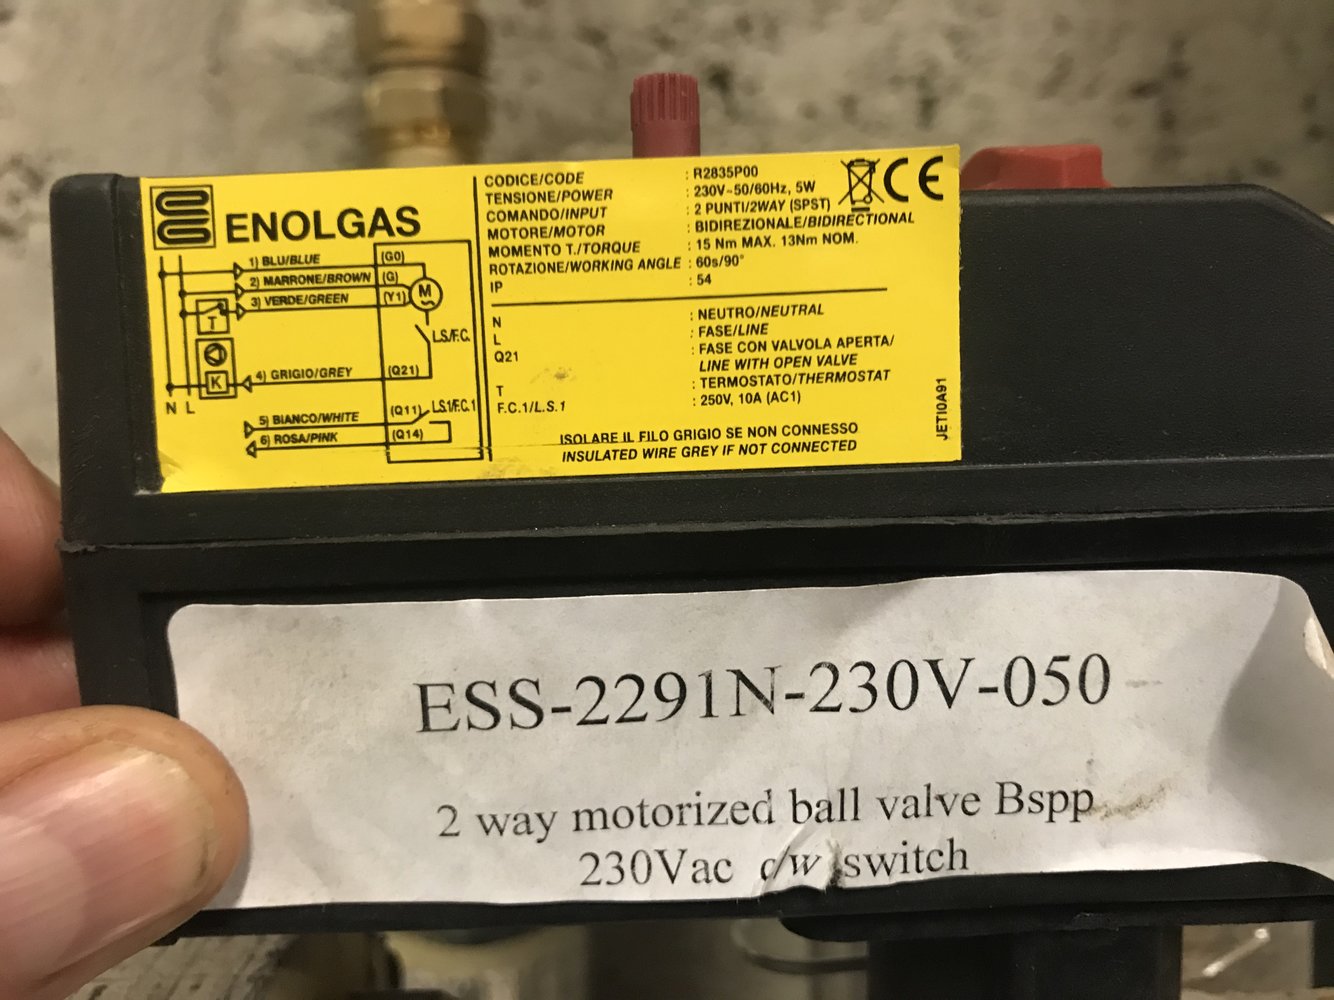 ENOLGAS
1) BLU/BLUE (G0)
2) MARRONE/BROWN (G)
3) VERDE/GREEN (Y1)
M
T
L.S/F.C.
K
4) GRIGIO/GREY (Q21)
N L
5) BIANCO/WHITE (Q11) L.S1/F.C.1
6) ROSA/PINK (Q14)
CODICE/CODE : R2835P00
TENSIONE/POWER : 230V~50/60Hz, 5W
COMANDO/INPUT : 2 PUNTI/2WAY (SPST)
MOTORE/MOTOR : BIDIREZIONALE/BIDIRECTIONAL
MOMENTO T./TORQUE : 15 Nm MAX. 13Nm NOM.
ROTAZIONE/WORKING ANGLE : 60s/90°
IP : 54
CE
N : NEUTRO/NEUTRAL
L : FASE/LINE
Q21 : FASE CON VALVOLA APERTA/
LINE WITH OPEN VALVE
T : TERMOSTATO/THERMOSTAT
F.C.1/L.S.1 : 250V, 10A (AC1)
ISOLARE IL FILO GRIGIO SE NON CONNESSO
INSULATED WIRE GREY IF NOT CONNECTED
JETI0A91
ESS-2291N-230V-050
2 way motorized ball valve Bspp
230Vac c/w switch